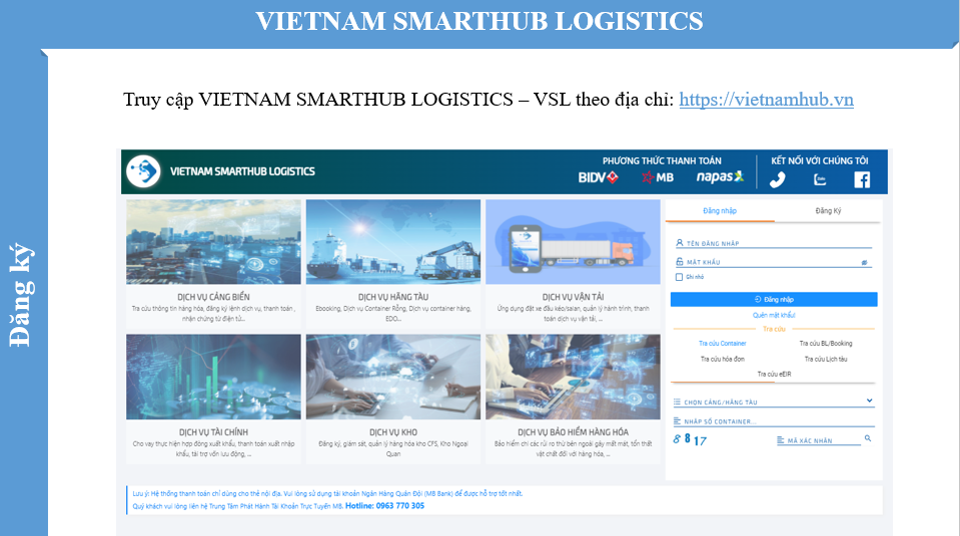 VIETNAM SMARTHUB LOGISTICS
Đăng ký
Truy cập VIETNAM SMARTHUB LOGISTICS – VSL theo địa chỉ: https://vietnamhub.vn
VIETNAM SMARTHUB LOGISTICS
PHƯƠNG THỨC THANH TOÁN
BIDV MB napas
KẾT NỐI VỚI CHÚNG TÔI
DỊCH VỤ CẢNG BIỂN
Tra cứu thông tin hàng hóa, đăng ký lệnh dịch vụ, thanh toán ,
nhận chứng từ điện tử...
DỊCH VỤ HÃNG TÀU
Ebooking, Dịch vụ Container Rỗng, Dịch vụ container hàng,
EDO...
DỊCH VỤ VẬN TẢI
Ứng dụng đặt xe đầu kéo/salan, quản lý hành trình, thanh
toán dịch vụ vận tải, ...
DỊCH VỤ TÀI CHÍNH
Cho vay thực hiện hợp đồng xuất khẩu, thanh toán xuất nhập
khẩu, tài trợ vốn lưu động, ...
DỊCH VỤ KHO
Đăng ký, giám sát, quản lý hàng hóa kho CFS, Kho Ngoại
Quan
DỊCH VỤ BẢO HIỂM HÀNG HÓA
Bảo hiểm chi các rủi ro thứ bên ngoài gây mất mát, tổn thất
vật chất đối với hàng hóa, ...
Đăng nhập
Đăng Ký
TÊN ĐĂNG NHẬP
MẬT KHẨU
Ghi nhớ
Đăng nhập
Quên mật khẩu!
Tra cứu
Tra cứu Container
Tra cứu BL/Booking
Tra cứu hóa đơn
Tra cứu Lịch tàu
Tra cứu eEIR
CHỌN CẢNG/HÃNG TÀU
NHẬP SỐ CONTAINER...
8 8 17
MÃ XÁC NHẬN
Lưu ý: Hệ thống thanh toán chỉ dùng cho thẻ nội địa. Vui lòng sử dụng tài khoản Ngân Hàng Quân Đội (MB Bank) để được hỗ trợ tốt nhất.
Quý khách vui lòng liên hệ Trung Tâm Phát Hành Tài Khoản Trực Tuyến MB. Hotline: 0963 770 305